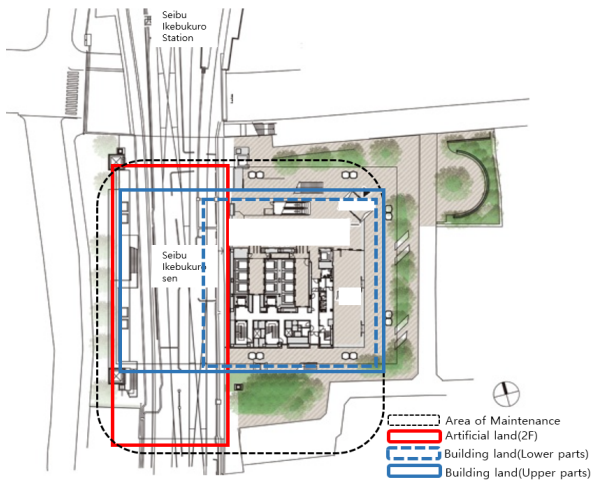 Seibu
Ikebukuro
Station
Seibu
Ikebukuro
sen
Area of Maintenance
Artificial land(2F)
Building land(Lower parts)
Building land(Upper parts)